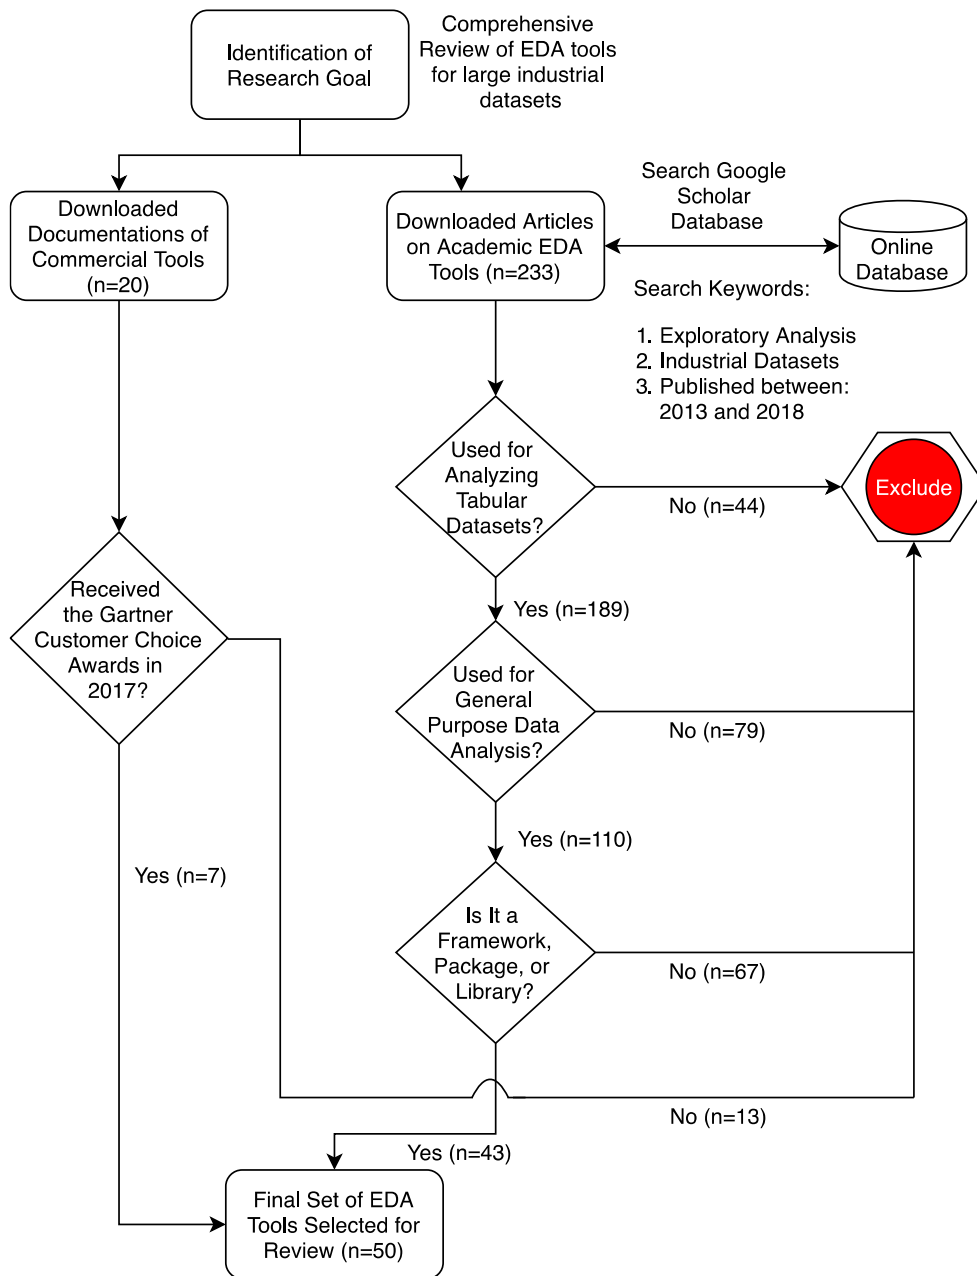 Identification of
Research Goal
Comprehensive
Review of EDA tools
for large industrial
datasets
Downloaded
Documentations of
Commercial Tools
(n=20)
Downloaded Articles
on Academic EDA
Tools (n=233)
Search Google
Scholar
Database
Online
Database
Search Keywords:
1. Exploratory Analysis
2. Industrial Datasets
3. Published between:
2013 and 2018
Used for
Analyzing
Tabular
Datasets?
No (n=44)
Exclude
Yes (n=189)
Received
the Gartner
Customer Choice
Awards in
2017?
Used for
General
Purpose Data
Analysis?
No (n=79)
Yes (n=110)
Yes (n=7)
Is It a
Framework,
Package, or
Library?
No (n=67)
No (n=13)
Yes (n=43)
Final Set of EDA
Tools Selected for
Review (n=50)